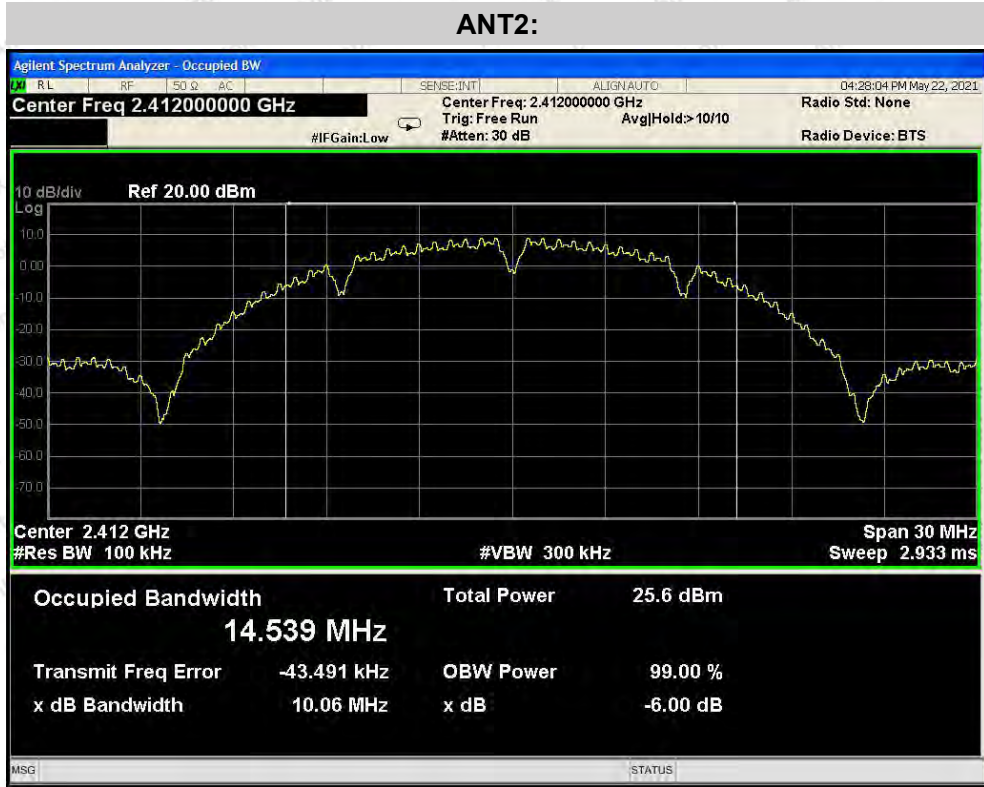 ANT2:
Agilent Spectrum Analyzer - Occupied BW
LXI RL RF 50 Ω AC SENSE:INT ALIGN AUTO 04:28:04 PM May 22, 2021
Center Freq 2.412000000 GHz Center Freq: 2.412000000 GHz Radio Std: None
Trig: Free Run Avg|Hold:>10/10
#IFGain:Low #Atten: 30 dB Radio Device: BTS
10 dB/div Ref 20.00 dBm
Log
10.0
0.00
-10.0
-20.0
-30.0
-40.0
-50.0
-60.0
-70.0
Center 2.412 GHz Span 30 MHz
#Res BW 100 kHz #VBW 300 kHz Sweep 2.933 ms
Occupied Bandwidth Total Power 25.6 dBm
14.539 MHz
Transmit Freq Error -43.491 kHz OBW Power 99.00 %
x dB Bandwidth 10.06 MHz x dB -6.00 dB
MSG STATUS